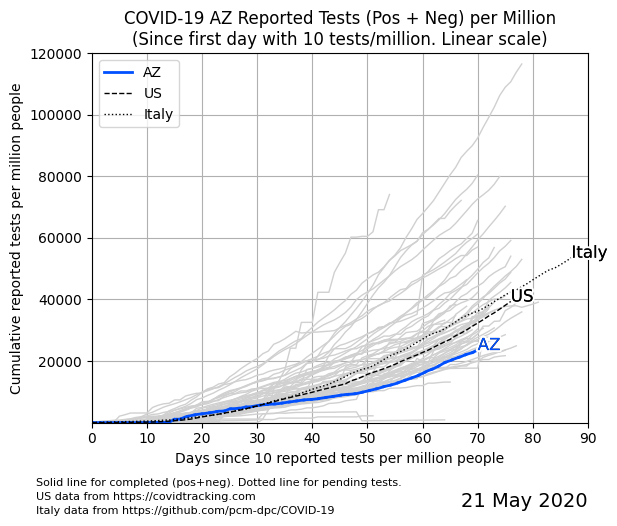 COVID-19 AZ Reported Tests (Pos + Neg) per Million
(Since first day with 10 tests/million. Linear scale)
Cumulative reported tests per million people
120000
100000
80000
60000
40000
20000
AZ
US
Italy
Italy
US
AZ
0 10 20 30 40 50 60 70 80 90
Days since 10 reported tests per million people
Solid line for completed (pos+neg). Dotted line for pending tests.
US data from https://covidtracking.com
Italy data from https://github.com/pcm-dpc/COVID-19
21 May 2020